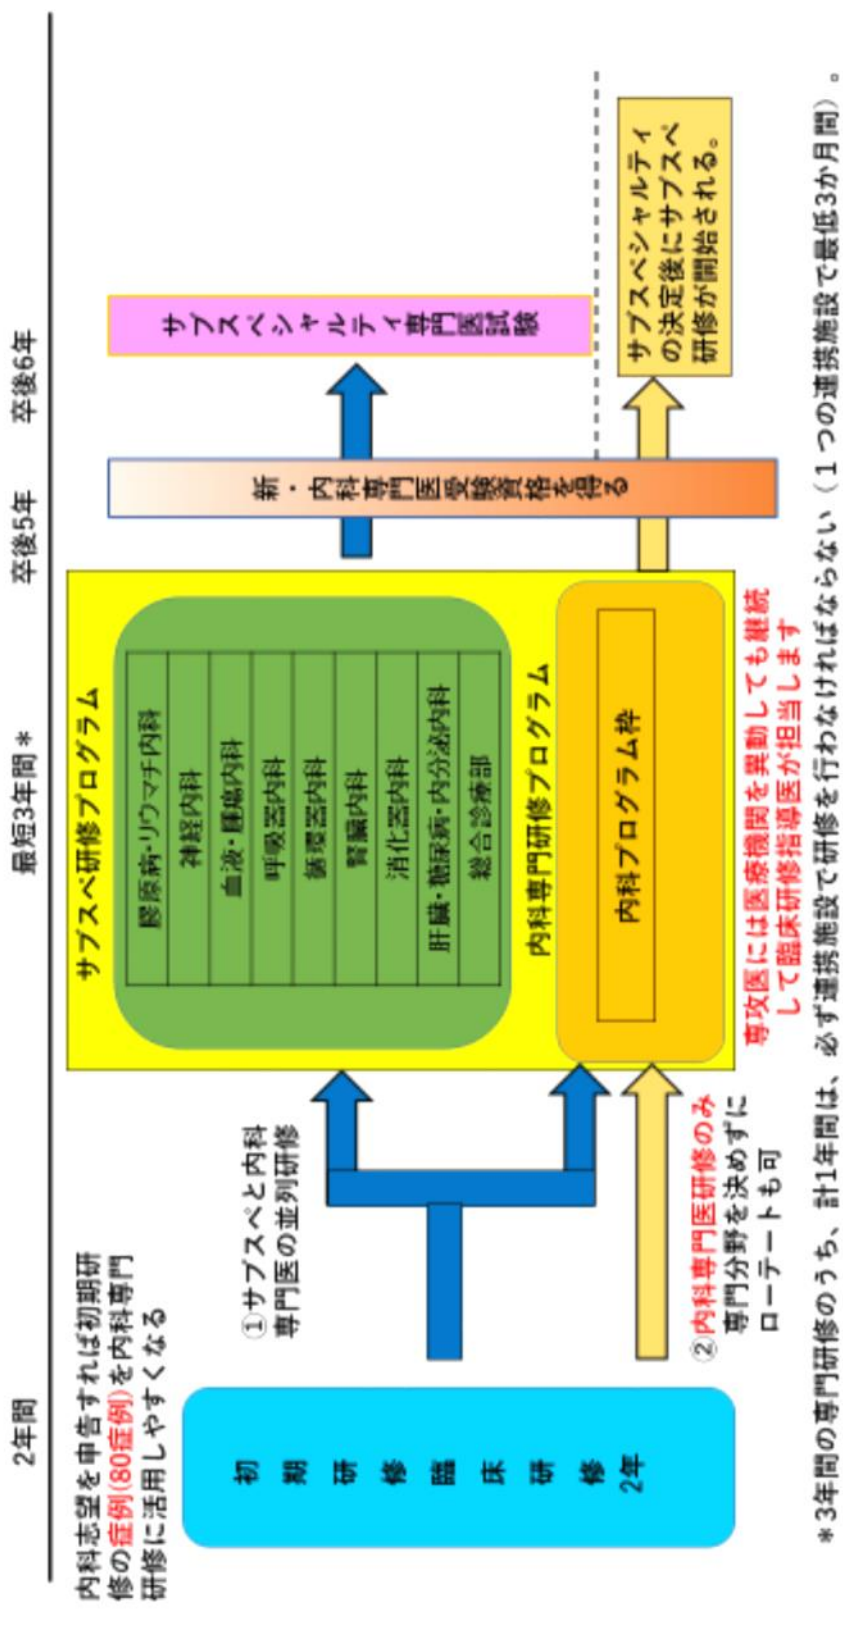 2年間
最短3年間＊
卒後5年
卒後6年
内科志望を申告すれば初期研
修の症例(80症例)を内科専門
研修に活用しやすくなる
初期研修臨床研修
2年
①サブスペと内科
専門医の並列研修
②内科専門医研修のみ
専門分野を決めずに
ローテートも可
サブスペ研修プログラム
膠原病・リウマチ内科
神経内科
血液・腫瘍内科
呼吸器内科
循環器内科
腎臓内科
消化器内科
肝臓・糖尿病・内分泌内科
総合診療部
内科専門研修プログラム
内科プログラム枠
専攻医には医療機関を異動しても継続
して臨床研修指導医が担当します
新・内科専門医受験資格を得る
サブスペシャルティ専門医試験
サブスペシャルティ
の決定後にサブスペ
研修が開始される。
＊3年間の専門研修のうち、計1年間は、必ず連携施設で研修を行わなければならない（１つの連携施設で最低3か月間）。